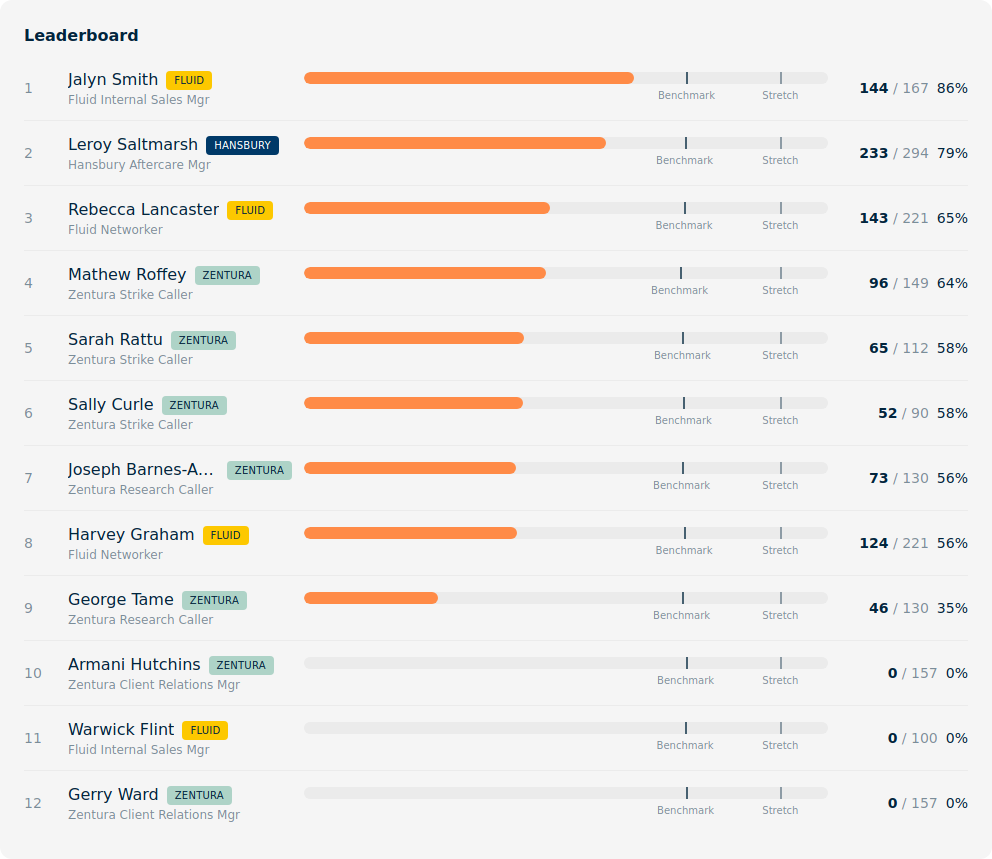 Leaderboard
1 Jalyn Smith FLUID
Fluid Internal Sales Mgr
Benchmark Stretch
144 / 167 86%
2 Leroy Saltmarsh HANSBURY
Hansbury Aftercare Mgr
Benchmark Stretch
233 / 294 79%
3 Rebecca Lancaster FLUID
Fluid Networker
Benchmark Stretch
143 / 221 65%
4 Mathew Roffey ZENTURA
Zentura Strike Caller
Benchmark Stretch
96 / 149 64%
5 Sarah Rattu ZENTURA
Zentura Strike Caller
Benchmark Stretch
65 / 112 58%
6 Sally Curle ZENTURA
Zentura Strike Caller
Benchmark Stretch
52 / 90 58%
7 Joseph Barnes-A... ZENTURA
Zentura Research Caller
Benchmark Stretch
73 / 130 56%
8 Harvey Graham FLUID
Fluid Networker
Benchmark Stretch
124 / 221 56%
9 George Tame ZENTURA
Zentura Research Caller
Benchmark Stretch
46 / 130 35%
10 Armani Hutchins ZENTURA
Zentura Client Relations Mgr
Benchmark Stretch
0 / 157 0%
11 Warwick Flint FLUID
Fluid Internal Sales Mgr
Benchmark Stretch
0 / 100 0%
12 Gerry Ward ZENTURA
Zentura Client Relations Mgr
Benchmark Stretch
0 / 157 0%